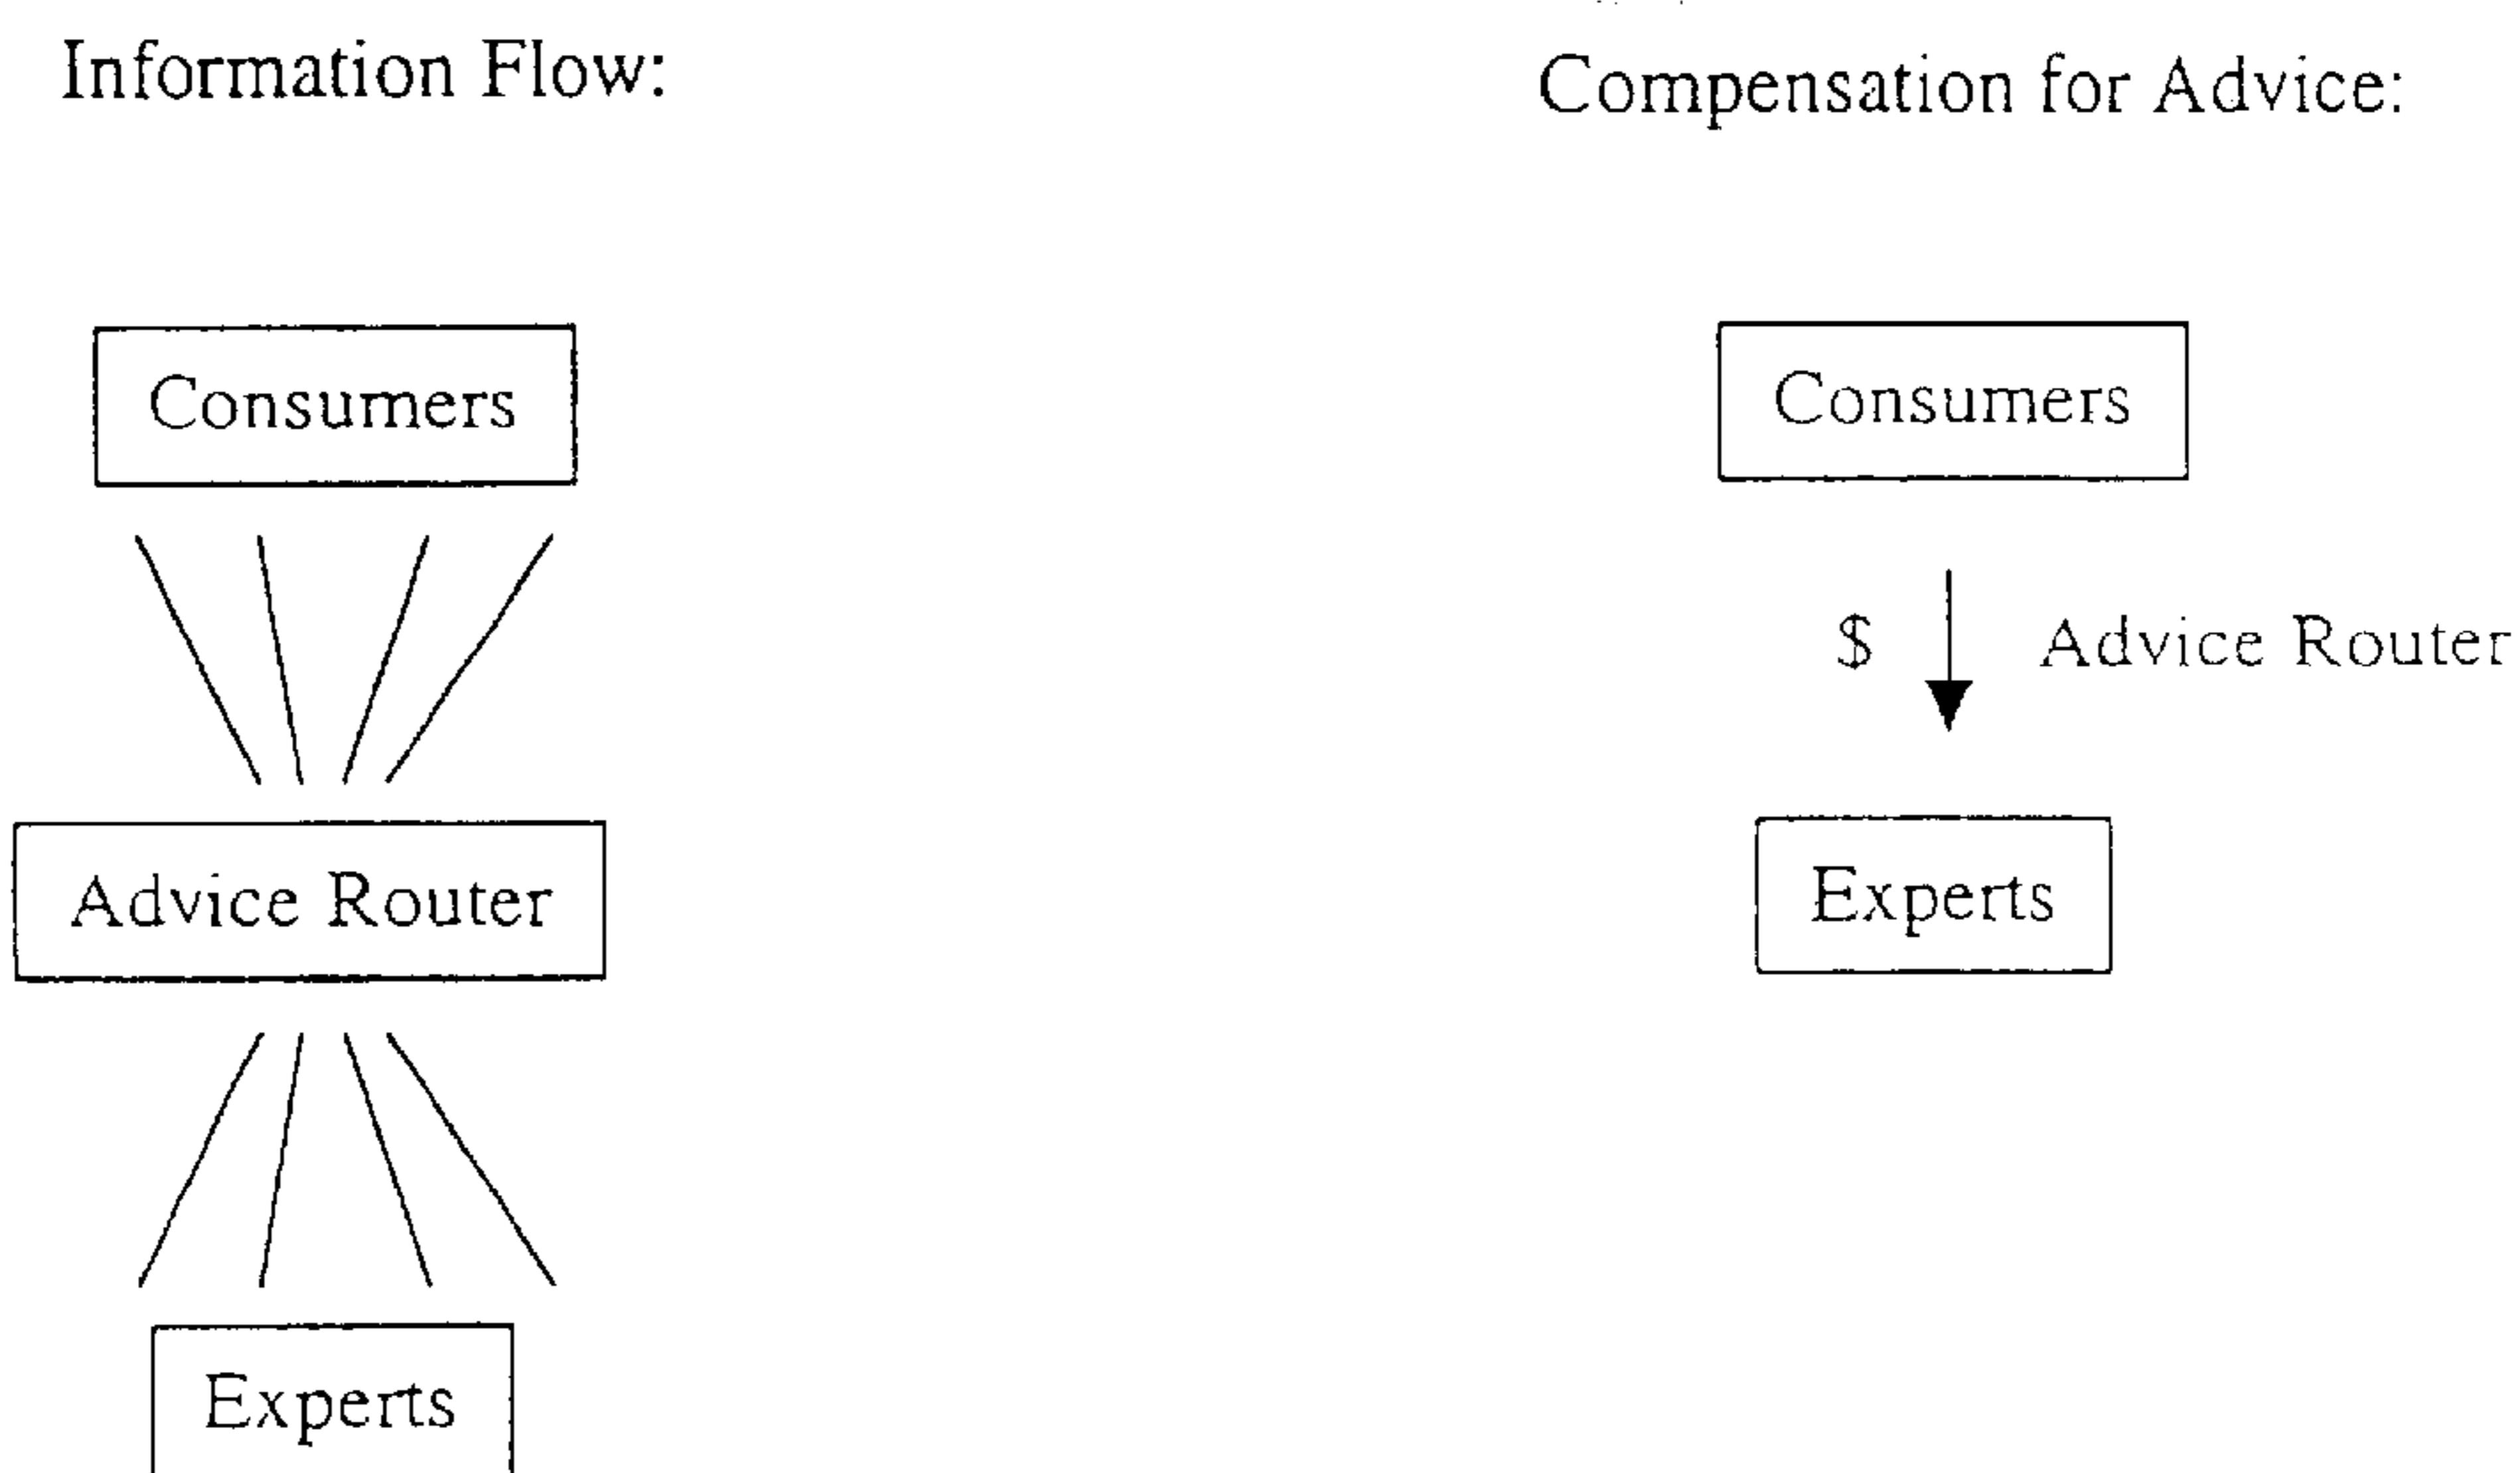 Information Flow:
Consumers
Advice Router
Experts
Compensation for Advice:
Consumers
$ Advice Router
Experts